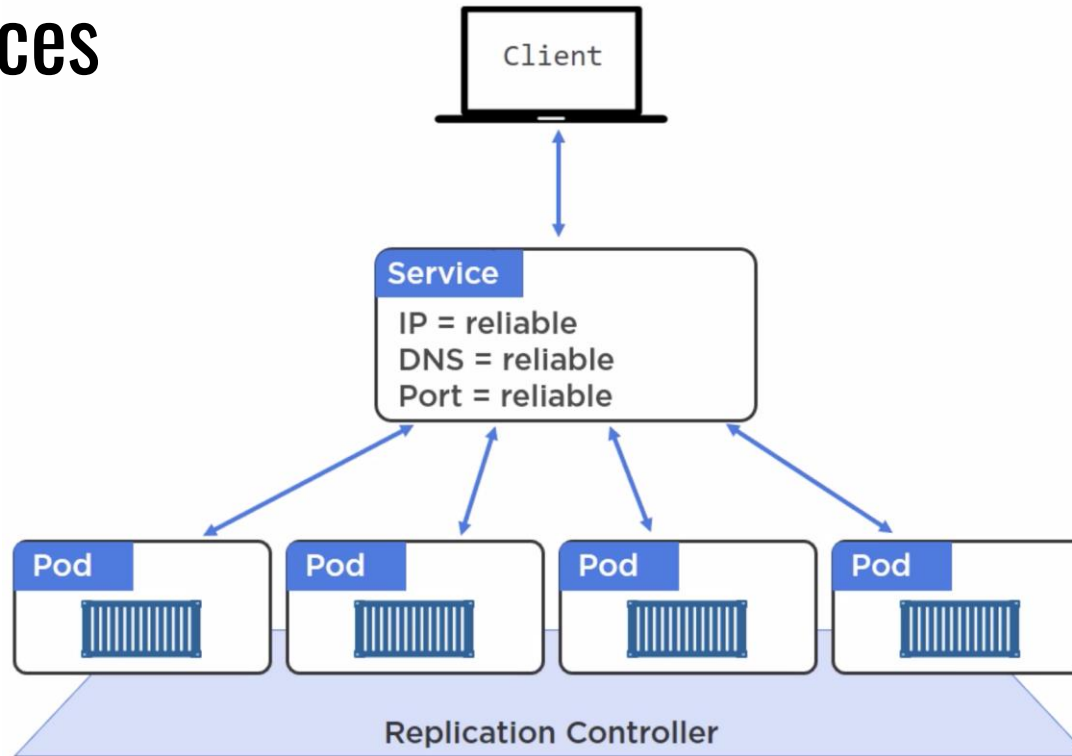 ces
Client
Service
IP = reliable
DNS = reliable
Port = reliable
Pod
Pod
Pod
Pod
Replication Controller